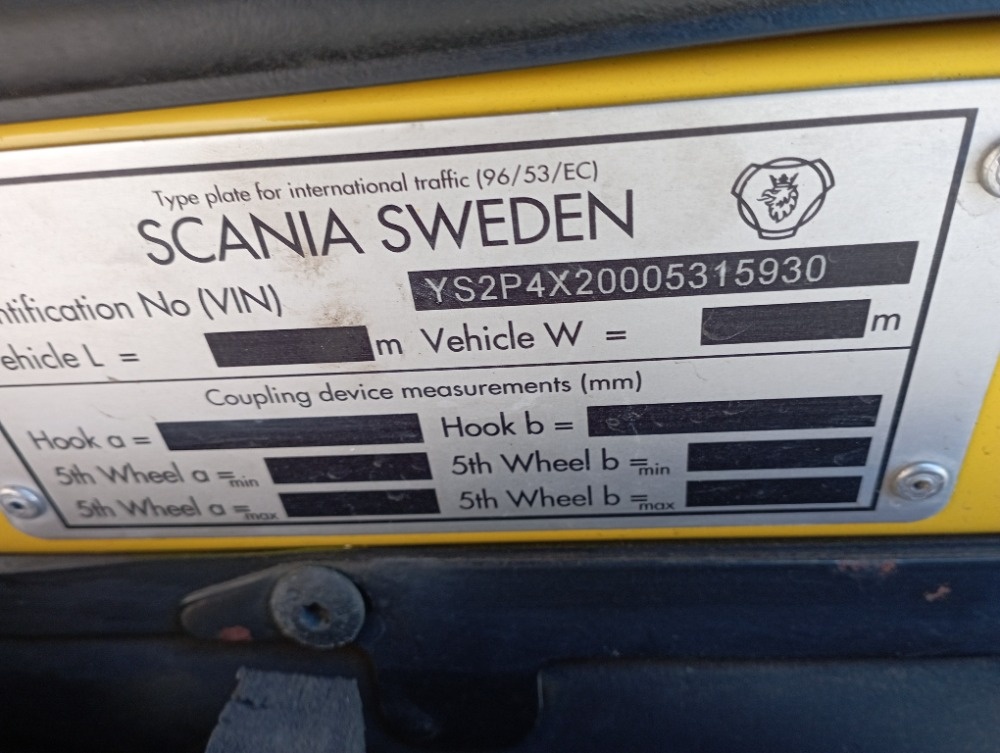 Type plate for international traffic (96/53/EC)
SCANIA SWEDEN
ntification No (VIN) YS2P4X20005315930
ehicle L = m Vehicle W = m
Coupling device measurements (mm)
Hook a = Hook b =
5th Wheel a =min 5th Wheel b =min
5th Wheel a =max 5th Wheel b =max